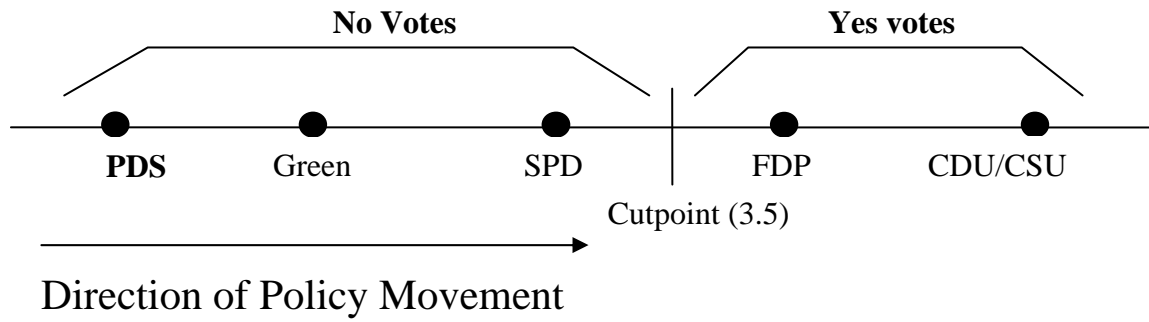 No Votes Yes votes
PDS Green SPD FDP CDU/CSU
Cutpoint (3.5)
Direction of Policy Movement